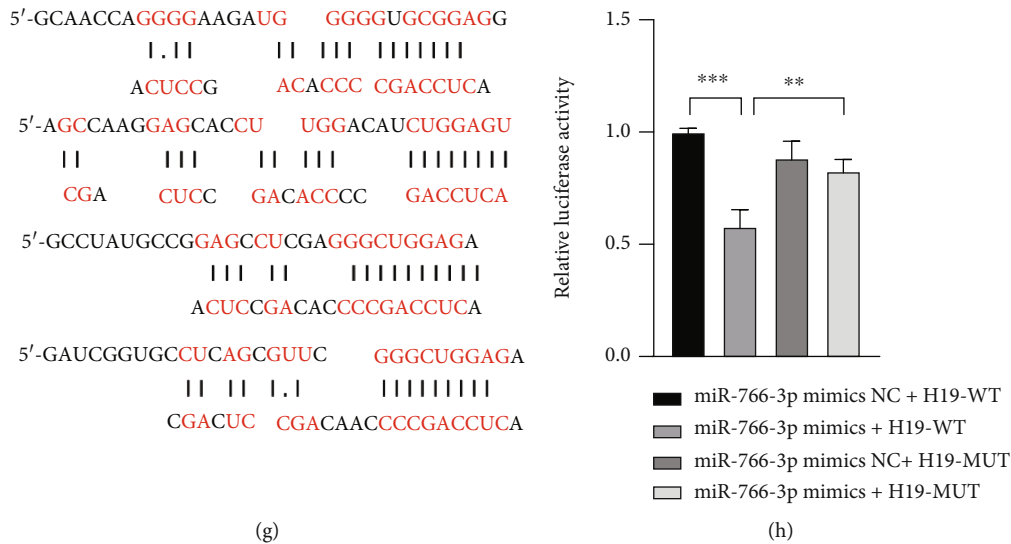 5′-GCAACCAGGGGAAGAUG GGGGUGCGGAGG
ACUCCG ACACCC CGACCUCA
5′-AGCCAAGGAGCACCU UGGACAUCUGGAGU
CGA CUCC GACACCCC GACCUCA
5′-GCCUAUGCCGGAGCCUCGAGGGCUGGAGA
ACUCCGACACCCCGACCUCA
5′-GAUCGGUGCCUCAGCGUUC GGGCUGGAGA
CGACUC CGACAACCCCGACCUCA
(g)
Relative luciferase activity
1.5
1.0
0.5
0.0
*** **
miR-766-3p mimics NC + H19-WT
miR-766-3p mimics + H19-WT
miR-766-3p mimics NC+ H19-MUT
miR-766-3p mimics + H19-MUT
(h)